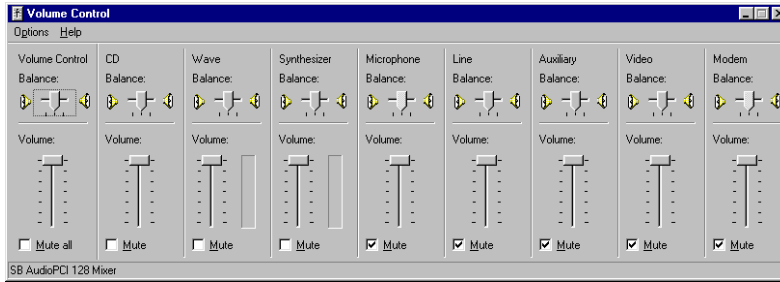 Volume Control
Options Help
Volume Control CD Wave Synthesizer Microphone Line Auxiliary Video Modem
Balance: Balance: Balance: Balance: Balance: Balance: Balance: Balance: Balance:
Volume: Volume: Volume: Volume: Volume: Volume: Volume: Volume: Volume:
Mute all Mute Mute Mute Mute Mute Mute Mute Mute
SB AudioPCI 128 Mixer